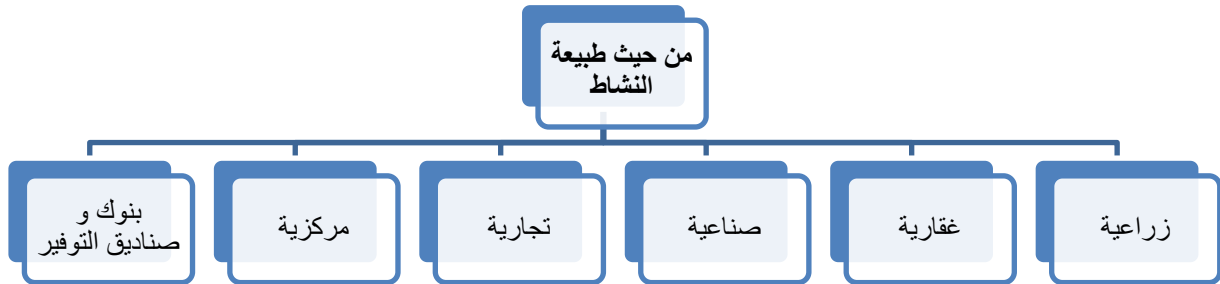 من حيث طبيعة
النشاط
زراعية
غقارية
صناعية
تجارية
مركزية
بنوك و
صناديق التوفير